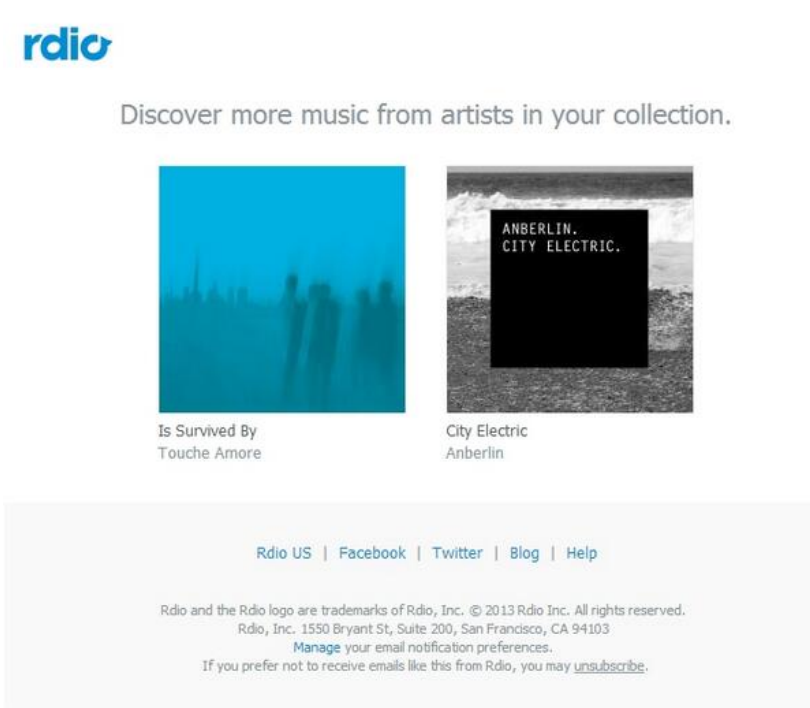 rdio
Discover more music from artists in your collection.
ANBERLIN.
CITY ELECTRIC.
Is Survived By
Touche Amore
City Electric
Anberlin
Rdio US | Facebook | Twitter | Blog | Help
Rdio and the Rdio logo are trademarks of Rdio, Inc. © 2013 Rdio Inc. All rights reserved.
Rdio, Inc. 1550 Bryant St, Suite 200, San Francisco, CA 94103
Manage your email notification preferences.
If you prefer not to receive emails like this from Rdio, you may unsubscribe.